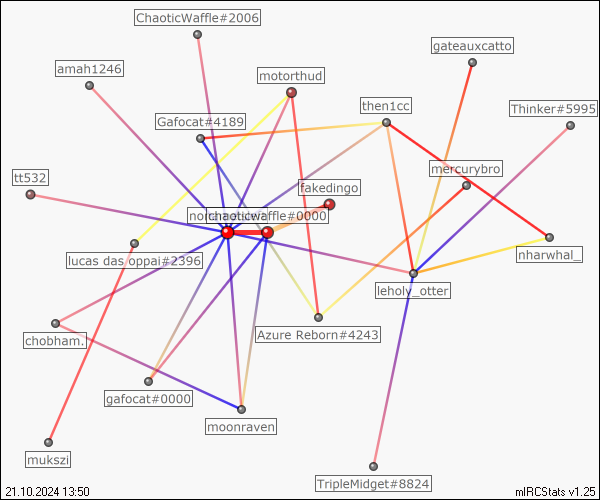 ChaoticWaffle#2006
gateauxcatto
amah1246
motorthud
then1cc
Thinker#5995
Gafocat#4189
mercurybro
tt532
fakedingo
chaoticwaffle#0000
nharwhal_
lucas das oppai#2396
leholy_otter
Azure Reborn#4243
chobham.
gafocat#0000
moonraven
mukszi
TripleMidget#8824
21.10.2024 13:50
mIRCStats v1.25